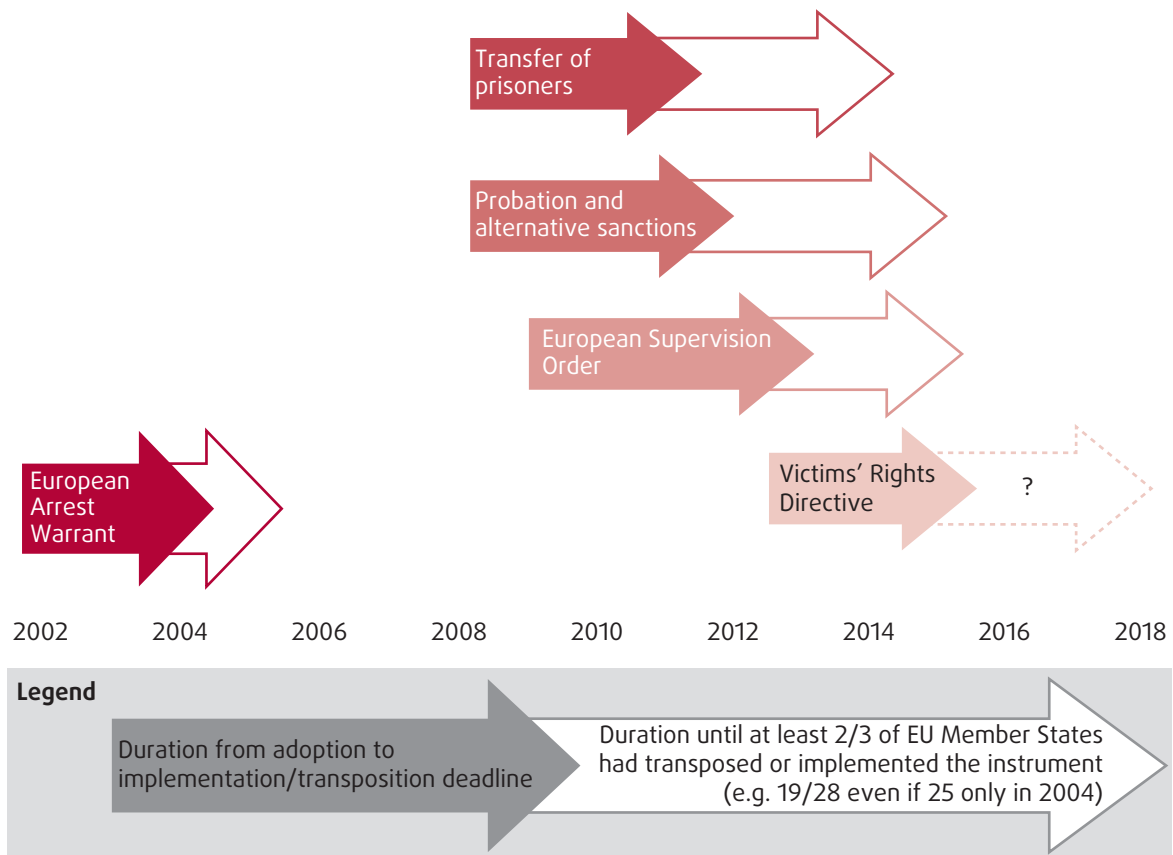 Transfer of
prisoners
Probation and
alternative sanctions
European Supervision
Order
European
Arrest
Warrant
Victims’ Rights
Directive
?
2002 2004 2006 2008 2010 2012 2014 2016 2018
Legend
Duration from adoption to
implementation/transposition deadline
Duration until at least 2/3 of EU Member States
had transposed or implemented the instrument
(e.g. 19/28 even if 25 only in 2004)